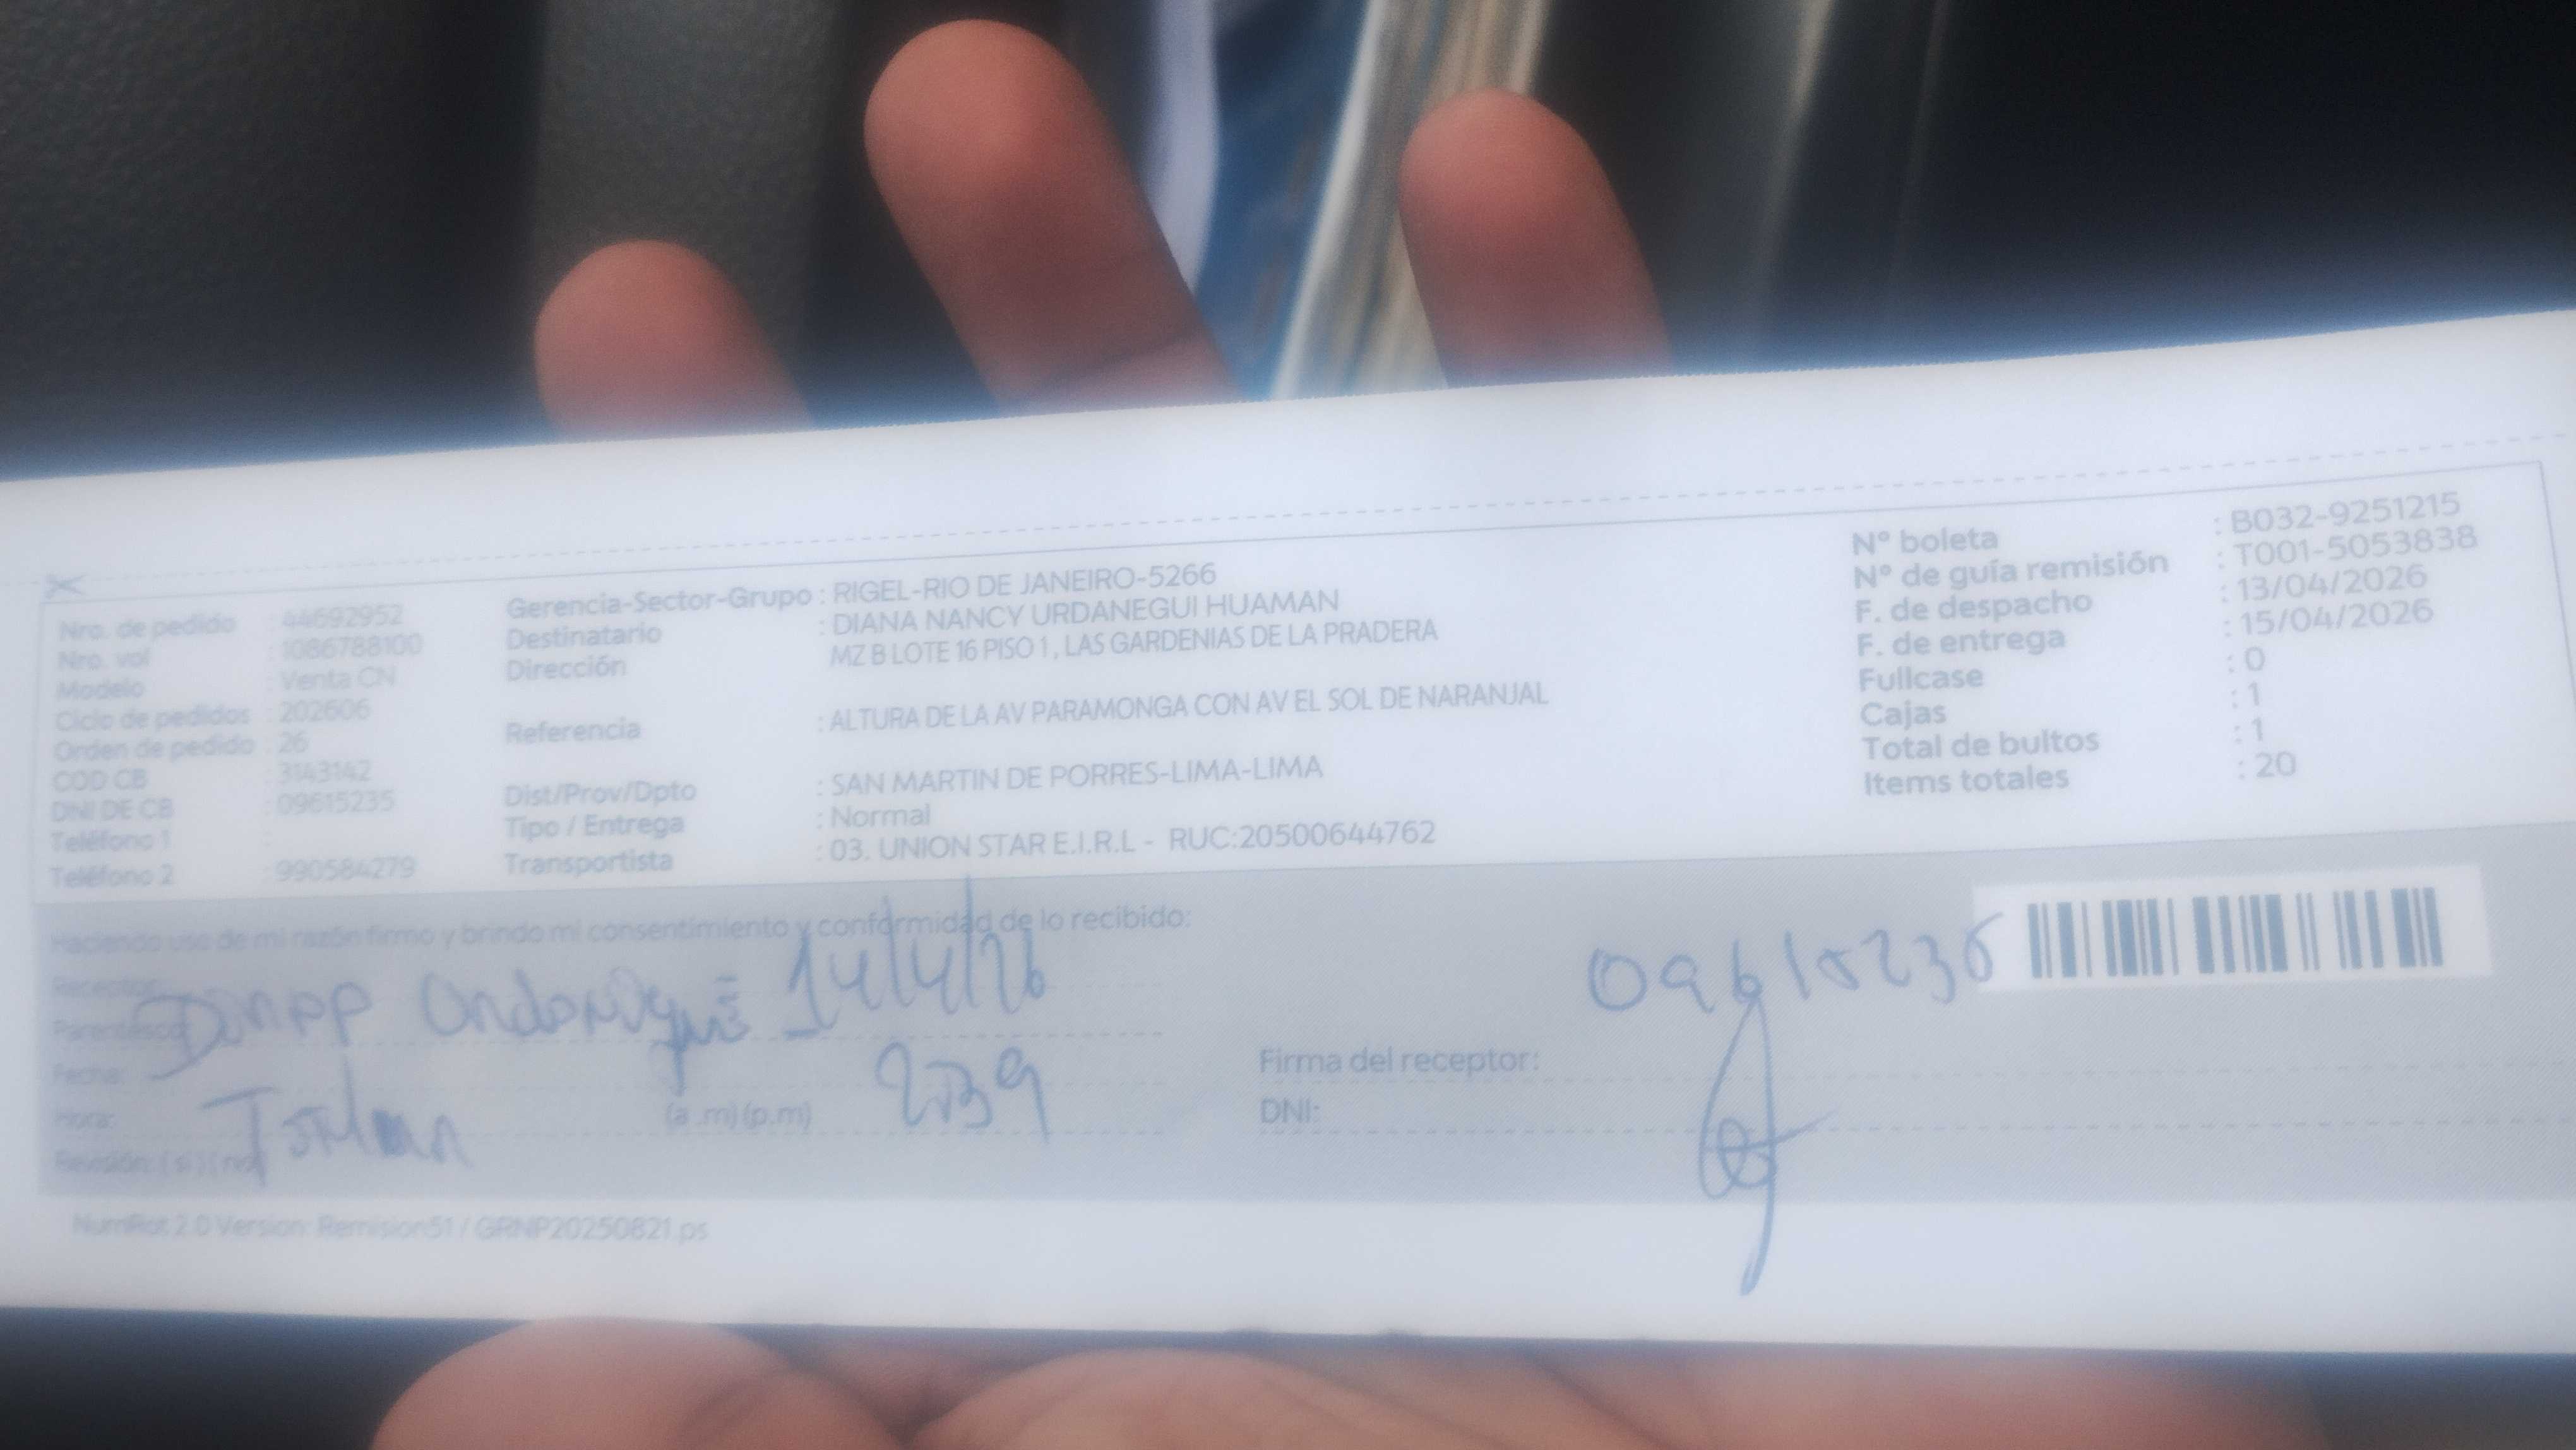 Nro. de pedido : 44692952
Nro. vol : 1086788100
Modelo : Venta CN
Ciclo de pedidos : 202606
Orden de pedido : 26
COD CB : 3143142
DNI DE CB : 09615235
Teléfono 1 :
Teléfono 2 : 990584279
Gerencia-Sector-Grupo : RIGEL-RIO DE JANEIRO-5266
Destinatario : DIANA NANCY URDANEGUI HUAMAN
Dirección MZ B LOTE 16 PISO 1 , LAS GARDENIAS DE LA PRADERA
Referencia : ALTURA DE LA AV PARAMONGA CON AV EL SOL DE NARANJAL
Dist/Prov/Dpto : SAN MARTIN DE PORRES-LIMA-LIMA
Tipo / Entrega : Normal
Transportista : 03. UNION STAR E.I.R.L - RUC:20500644762
N° boleta : B032-9251215
N° de guía remisión : T001-5053838
F. de despacho : 13/04/2026
F. de entrega : 15/04/2026
Fullcase : 0
Cajas : 1
Total de bultos : 1
Items totales : 20
Haciendo uso de mi razón firmo y brindo mi consentimiento y conformidad de lo recibido:
Receptor:
Parentesco:
14/4/26
Fecha:
Hora: (a.m)(p.m)
Revisión: (si)(no)
Firma del receptor:
DNI:
NumRot 2.0 Version: Remision51 / GRNP20250821.ps